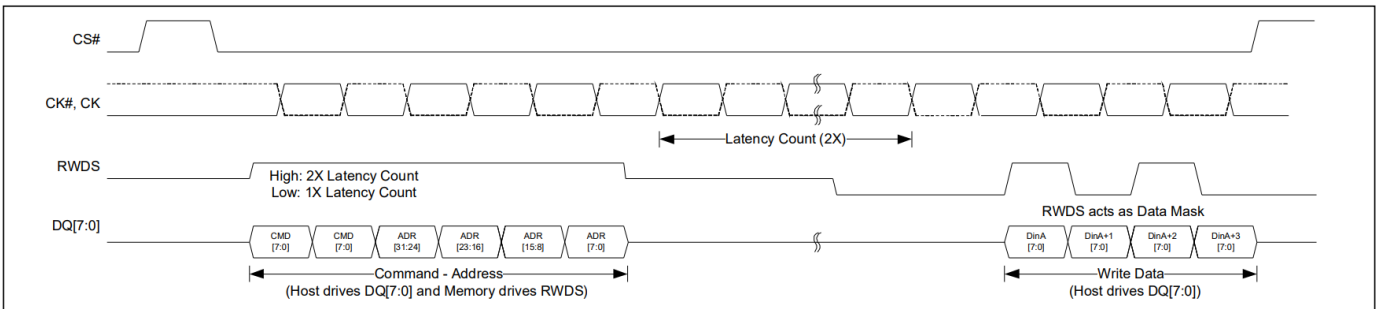 CS#
CK#, CK
Latency Count (2X)
RWDS
High: 2X Latency Count
Low: 1X Latency Count
RWDS acts as Data Mask
DQ[7:0]
CMD [7:0]
CMD [7:0]
ADR [31:24]
ADR [23:16]
ADR [15:8]
ADR [7:0]
DinA [7:0]
DinA+1 [7:0]
DinA+2 [7:0]
DinA+3 [7:0]
Command - Address
(Host drives DQ[7:0] and Memory drives RWDS)
Write Data
(Host drives DQ[7:0])